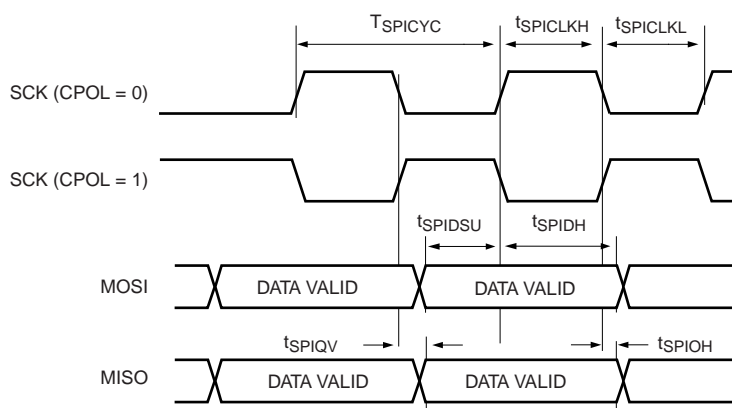 TSPICYC tSPICLKH tSPICLKL
SCK (CPOL = 0)
SCK (CPOL = 1)
tSPIDSU tSPIDH
MOSI DATA VALID DATA VALID
tSPIQV tSPIOH
MISO DATA VALID DATA VALID